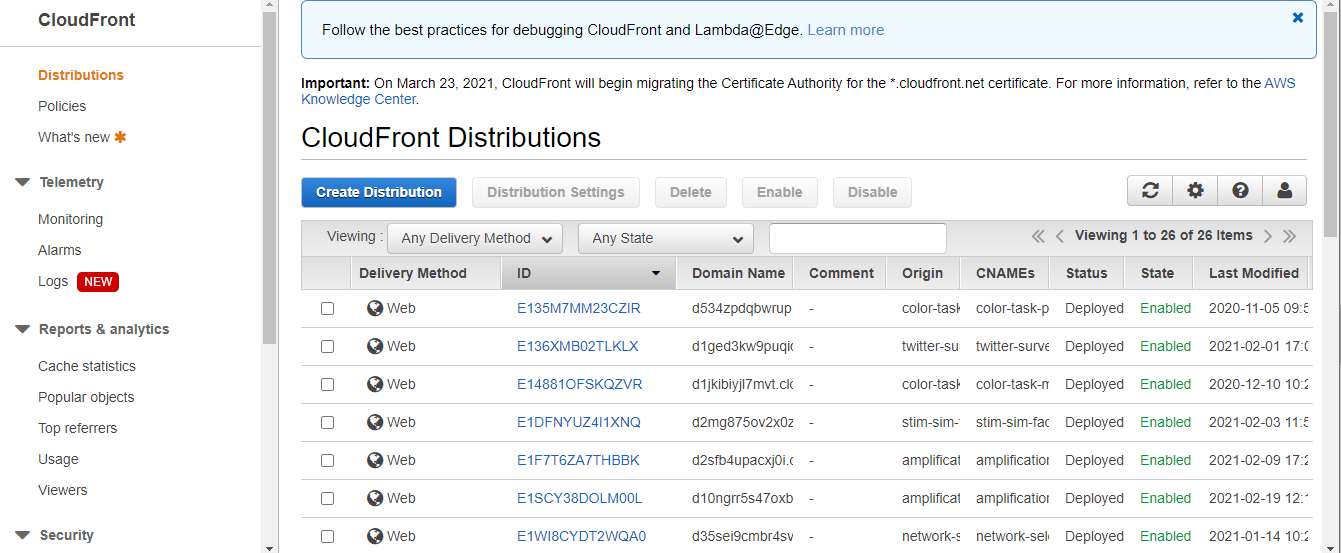 CloudFront
Distributions
Policies
What's new
Telemetry
Monitoring
Alarms
Logs NEW
Reports & analytics
Cache statistics
Popular objects
Top referrers
Usage
Viewers
Security
Follow the best practices for debugging CloudFront and Lambda@Edge. Learn more
Important: On March 23, 2021, CloudFront will begin migrating the Certificate Authority for the *.cloudfront.net certificate. For more information, refer to the AWS
Knowledge Center.
CloudFront Distributions
Create Distribution Distribution Settings Delete Enable Disable
Viewing : Any Delivery Method Any State Viewing 1 to 26 of 26 Items
Delivery Method ID Domain Name Comment Origin CNAMEs Status State Last Modified
Web E135M7MM23CZIR d534zpdqbwrup - color-task color-task-p Deployed Enabled 2020-11-05 09:5
Web E136XMB02TLKLX d1ged3kw9puqic - twitter-sur twitter-surve Deployed Enabled 2021-02-01 17:0
Web E14881OFSKQZVR d1jkibiyjl7mvt.clc - color-task color-task-m Deployed Enabled 2020-12-10 10:2
Web E1DFNYUZ4I1XNQ d2mg875ov2x0z - stim-sim- stim-sim-fac Deployed Enabled 2021-02-03 11:5
Web E1F7T6ZA7THBBK d2sfb4upacxj0i.c - amplificat amplification Deployed Enabled 2021-02-09 17:2
Web E1SCY38DOLM00L d10ngrr5s47oxb - amplificat amplification Deployed Enabled 2021-02-19 12:1
Web E1WI8CYDT2WQA0 d35sei9cmbr4sv - network-s network-sele Deployed Enabled 2021-01-14 10:2